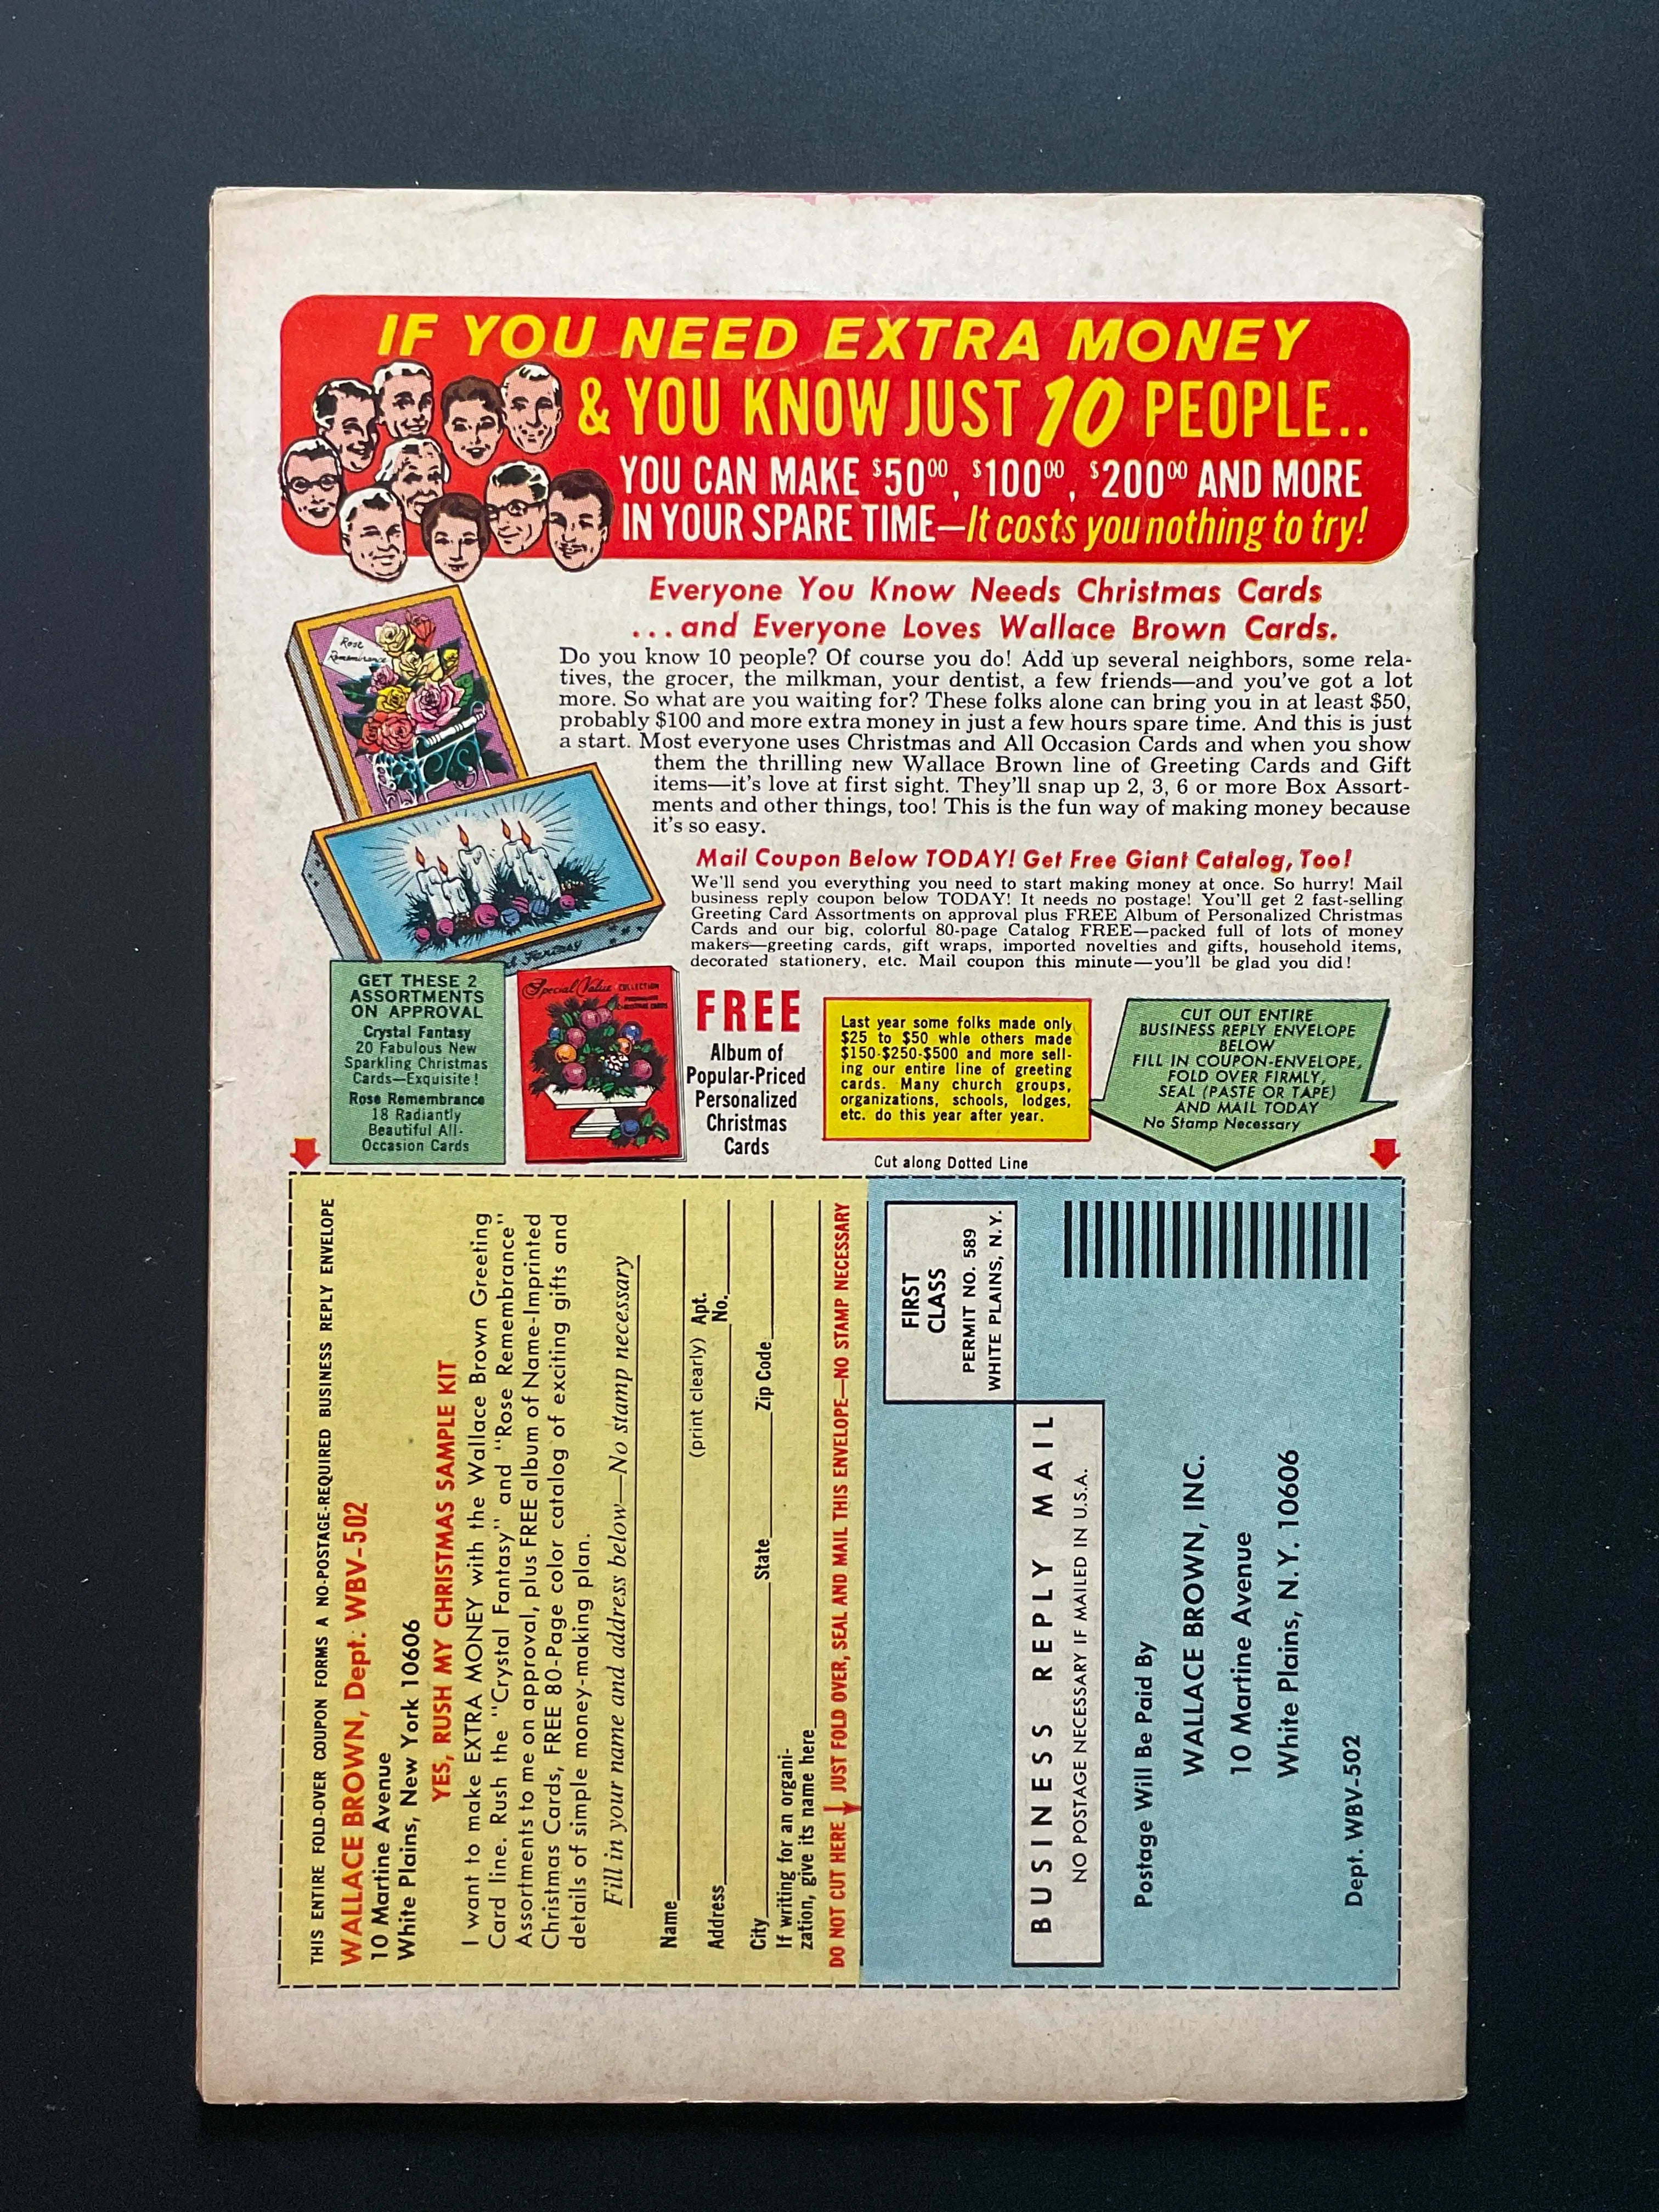 IF YOU NEED EXTRA MONEY
& YOU KNOW JUST 10 PEOPLE..
YOU CAN MAKE $50⁰⁰, $100⁰⁰, $200⁰⁰ AND MORE
IN YOUR SPARE TIME—It costs you nothing to try!
Everyone You Know Needs Christmas Cards
...and Everyone Loves Wallace Brown Cards.
Rose
Remembrance
Do you know 10 people? Of course you do! Add up several neighbors, some rela-
tives, the grocer, the milkman, your dentist, a few friends—and you've got a lot
more. So what are you waiting for? These folks alone can bring you in at least $50,
probably $100 and more extra money in just a few hours spare time. And this is just
a start. Most everyone uses Christmas and All Occasion Cards and when you show
them the thrilling new Wallace Brown line of Greeting Cards and Gift
items—it's love at first sight. They'll snap up 2, 3, 6 or more Box Assort-
ments and other things, too! This is the fun way of making money because
it's so easy.
Mail Coupon Below TODAY! Get Free Giant Catalog, Too!
We'll send you everything you need to start making money at once. So hurry! Mail
business reply coupon below TODAY! It needs no postage! You'll get 2 fast-selling
Greeting Card Assortments on approval plus FREE Album of Personalized Christmas
Cards and our big, colorful 80-page Catalog FREE—packed full of lots of money
makers—greeting cards, gift wraps, imported novelties and gifts, household items,
decorated stationery, etc. Mail coupon this minute—you'll be glad you did!
Fantasy
GET THESE 2
ASSORTMENTS
ON APPROVAL
Crystal Fantasy
20 Fabulous New
Sparkling Christmas
Cards—Exquisite!
Rose Remembrance
18 Radiantly
Beautiful All-
Occasion Cards
Special Value COLLECTION
CHRISTMAS CARDS
FREE
Album of
Popular-Priced
Personalized
Christmas
Cards
Last year some folks made only
$25 to $50 whle others made
$150-$250-$500 and more sell-
ing our entire line of greeting
cards. Many church groups,
organizations, schools, lodges,
etc. do this year after year.
CUT OUT ENTIRE
BUSINESS REPLY ENVELOPE
BELOW
FILL IN COUPON-ENVELOPE,
FOLD OVER FIRMLY,
SEAL (PASTE OR TAPE)
AND MAIL TODAY
No Stamp Necessary
Cut along Dotted Line
THIS ENTIRE FOLD-OVER COUPON FORMS A NO-POSTAGE-REQUIRED BUSINESS REPLY ENVELOPE
WALLACE BROWN, Dept. WBV-502
10 Martine Avenue
White Plains, New York 10606
YES, RUSH MY CHRISTMAS SAMPLE KIT
I want to make EXTRA MONEY with the Wallace Brown Greeting
Card line. Rush the "Crystal Fantasy" and "Rose Remembrance"
Assortments to me on approval, plus FREE album of Name-Imprinted
Christmas Cards, FREE 80-Page color catalog of exciting gifts and
details of simple money-making plan.
Fill in your name and address below—No stamp necessary
Name
(print clearly)
Address
Apt.
No.
City
State
Zip Code
If writing for an organi-
zation, give its name here
DO NOT CUT HERE JUST FOLD OVER, SEAL AND MAIL THIS ENVELOPE—NO STAMP NECESSARY
FIRST
CLASS
PERMIT NO. 589
WHITE PLAINS, N.Y.
BUSINESS REPLY MAIL
NO POSTAGE NECESSARY IF MAILED IN U.S.A.
Postage Will Be Paid By
WALLACE BROWN, INC.
10 Martine Avenue
White Plains, N. Y. 10606
Dept. WBV-502